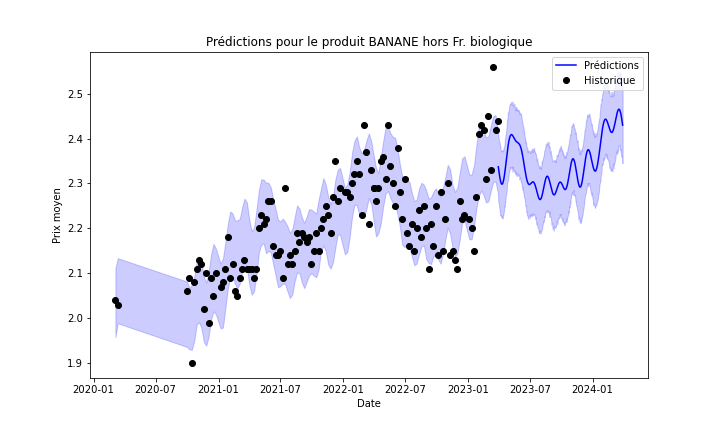 Prédictions pour le produit BANANE hors Fr. biologique
Prédictions
Historique
Prix moyen
2.5
2.4
2.3
2.2
2.1
2.0
1.9
2020-01 2020-07 2021-01 2021-07 2022-01 2022-07 2023-01 2023-07 2024-01
Date